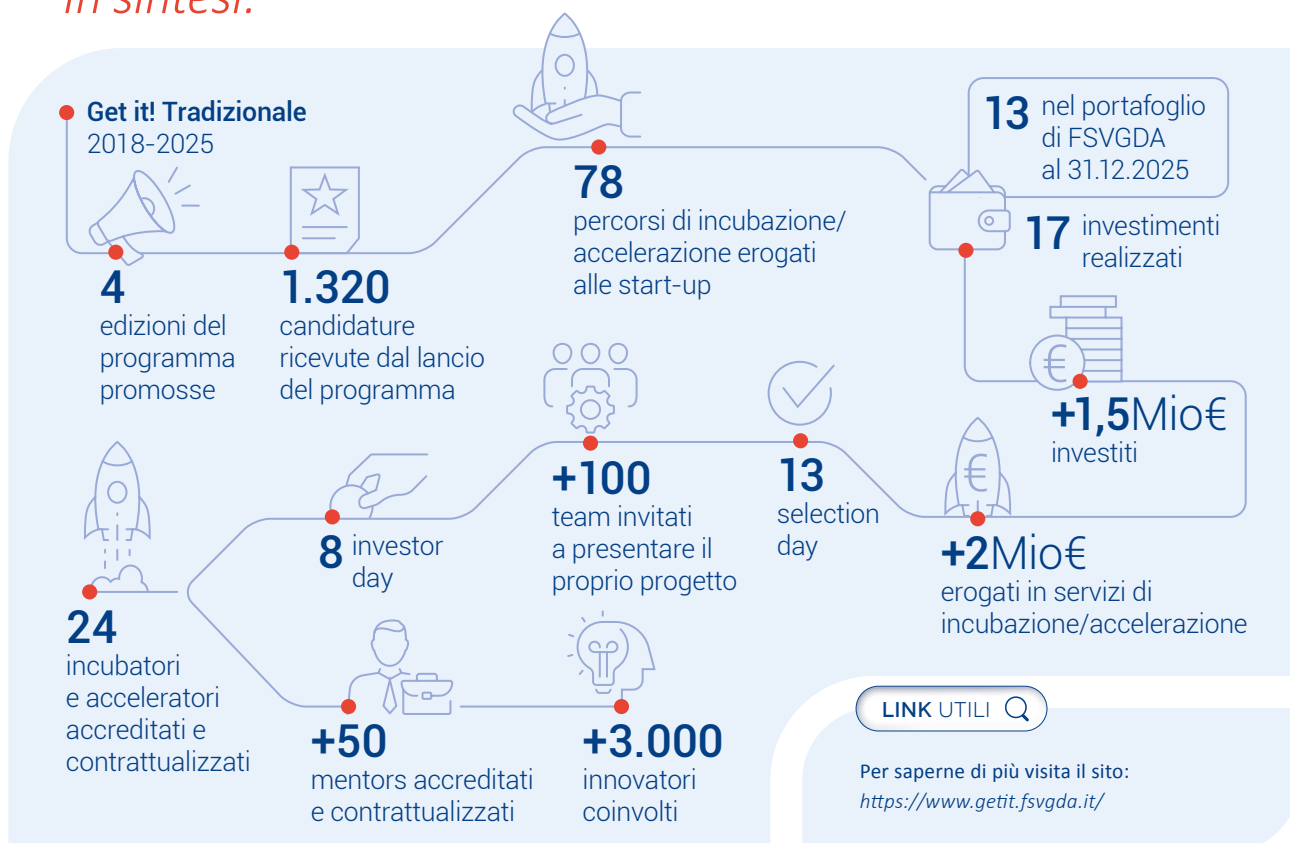 in sintesi.
Get it! Tradizionale
2018-2025
4
edizioni del
programma
promosse
1.320
candidature
ricevute dal lancio
del programma
78
percorsi di incubazione/
accelerazione erogati
alle start-up
13 nel portafoglio
di FSVGDA
al 31.12.2025
17 investimenti
realizzati
€
+1,5Mio€
investiti
€
+2Mio€
erogati in servizi di
incubazione/accelerazione
13
selection
day
+100
team invitati
a presentare il
proprio progetto
8 investor
day
24
incubatori
e acceleratori
accreditati e
contrattualizzati
+50
mentors accreditati
e contrattualizzati
+3.000
innovatori
coinvolti
LINK UTILI
Per saperne di più visita il sito:
https://www.getit.fsvgda.it/